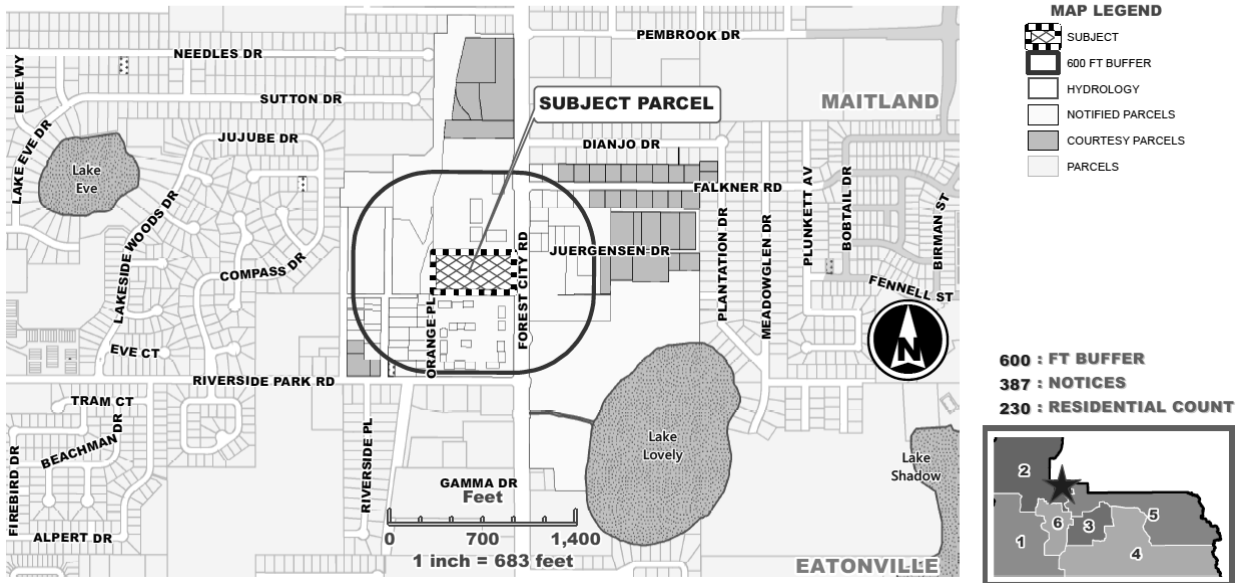 MAP LEGEND
SUBJECT
600 FT BUFFER
HYDROLOGY
NOTIFIED PARCELS
COURTESY PARCELS
PARCELS
PEMBROOK DR
NEEDLES DR
EDIE WY
SUTTON DR
SUBJECT PARCEL
MAITLAND
JUJUBE DR
DIANJO DR
LAKE EVE DR
Lake
Eve
FALKNER RD
PLUNKETT AV
BOBTAIL DR
BIRMAN ST
LAKESIDE WOODS DR
JUERGENSEN DR
FOREST CITY RD
COMPASS DR
PLANTATION DR
MEADOWGLEN DR
FENNELL ST
ORANGE PL
N
EVE CT
RIVERSIDE PARK RD
600 : FT BUFFER
387 : NOTICES
230 : RESIDENTIAL COUNT
TRAM CT
BEACHMAN DR
FIREBIRD DR
RIVERSIDE PL
Lake
Lovely
Lake
Shadow
GAMMA DR
Feet
ALPERT DR
0 700 1,400
1 inch = 683 feet
EATONVILLE
2
5
6
3
1
4